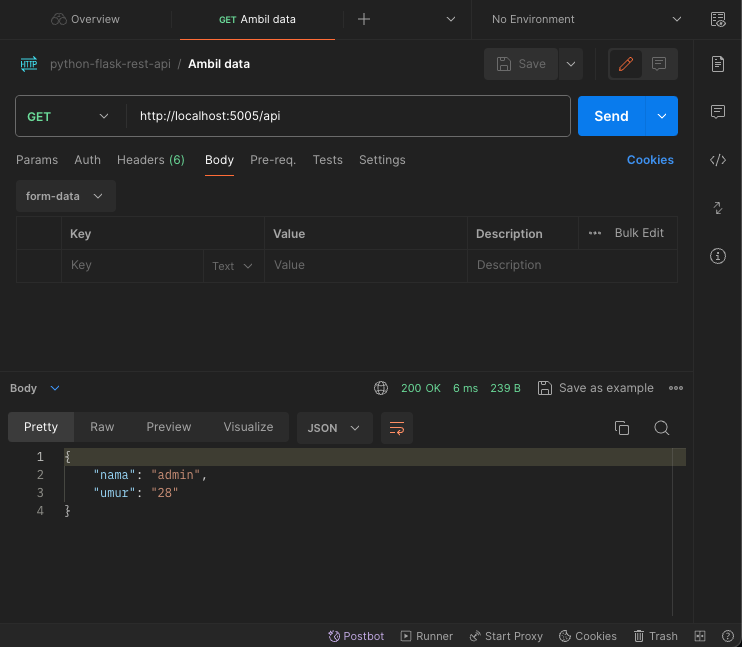 Overview
GET Ambil data
No Environment
HTTP python-flask-rest-api / Ambil data
Save
GET http://localhost:5005/api
Send
Params Auth Headers (6) Body Pre-req. Tests Settings Cookies
form-data
Key Value Description Bulk Edit
Key Text Value Description
Body 200 OK 6 ms 239 B Save as example
Pretty Raw Preview Visualize JSON
1 {
2 "nama": "admin",
3 "umur": "28"
4 }
Postbot Runner Start Proxy Cookies Trash